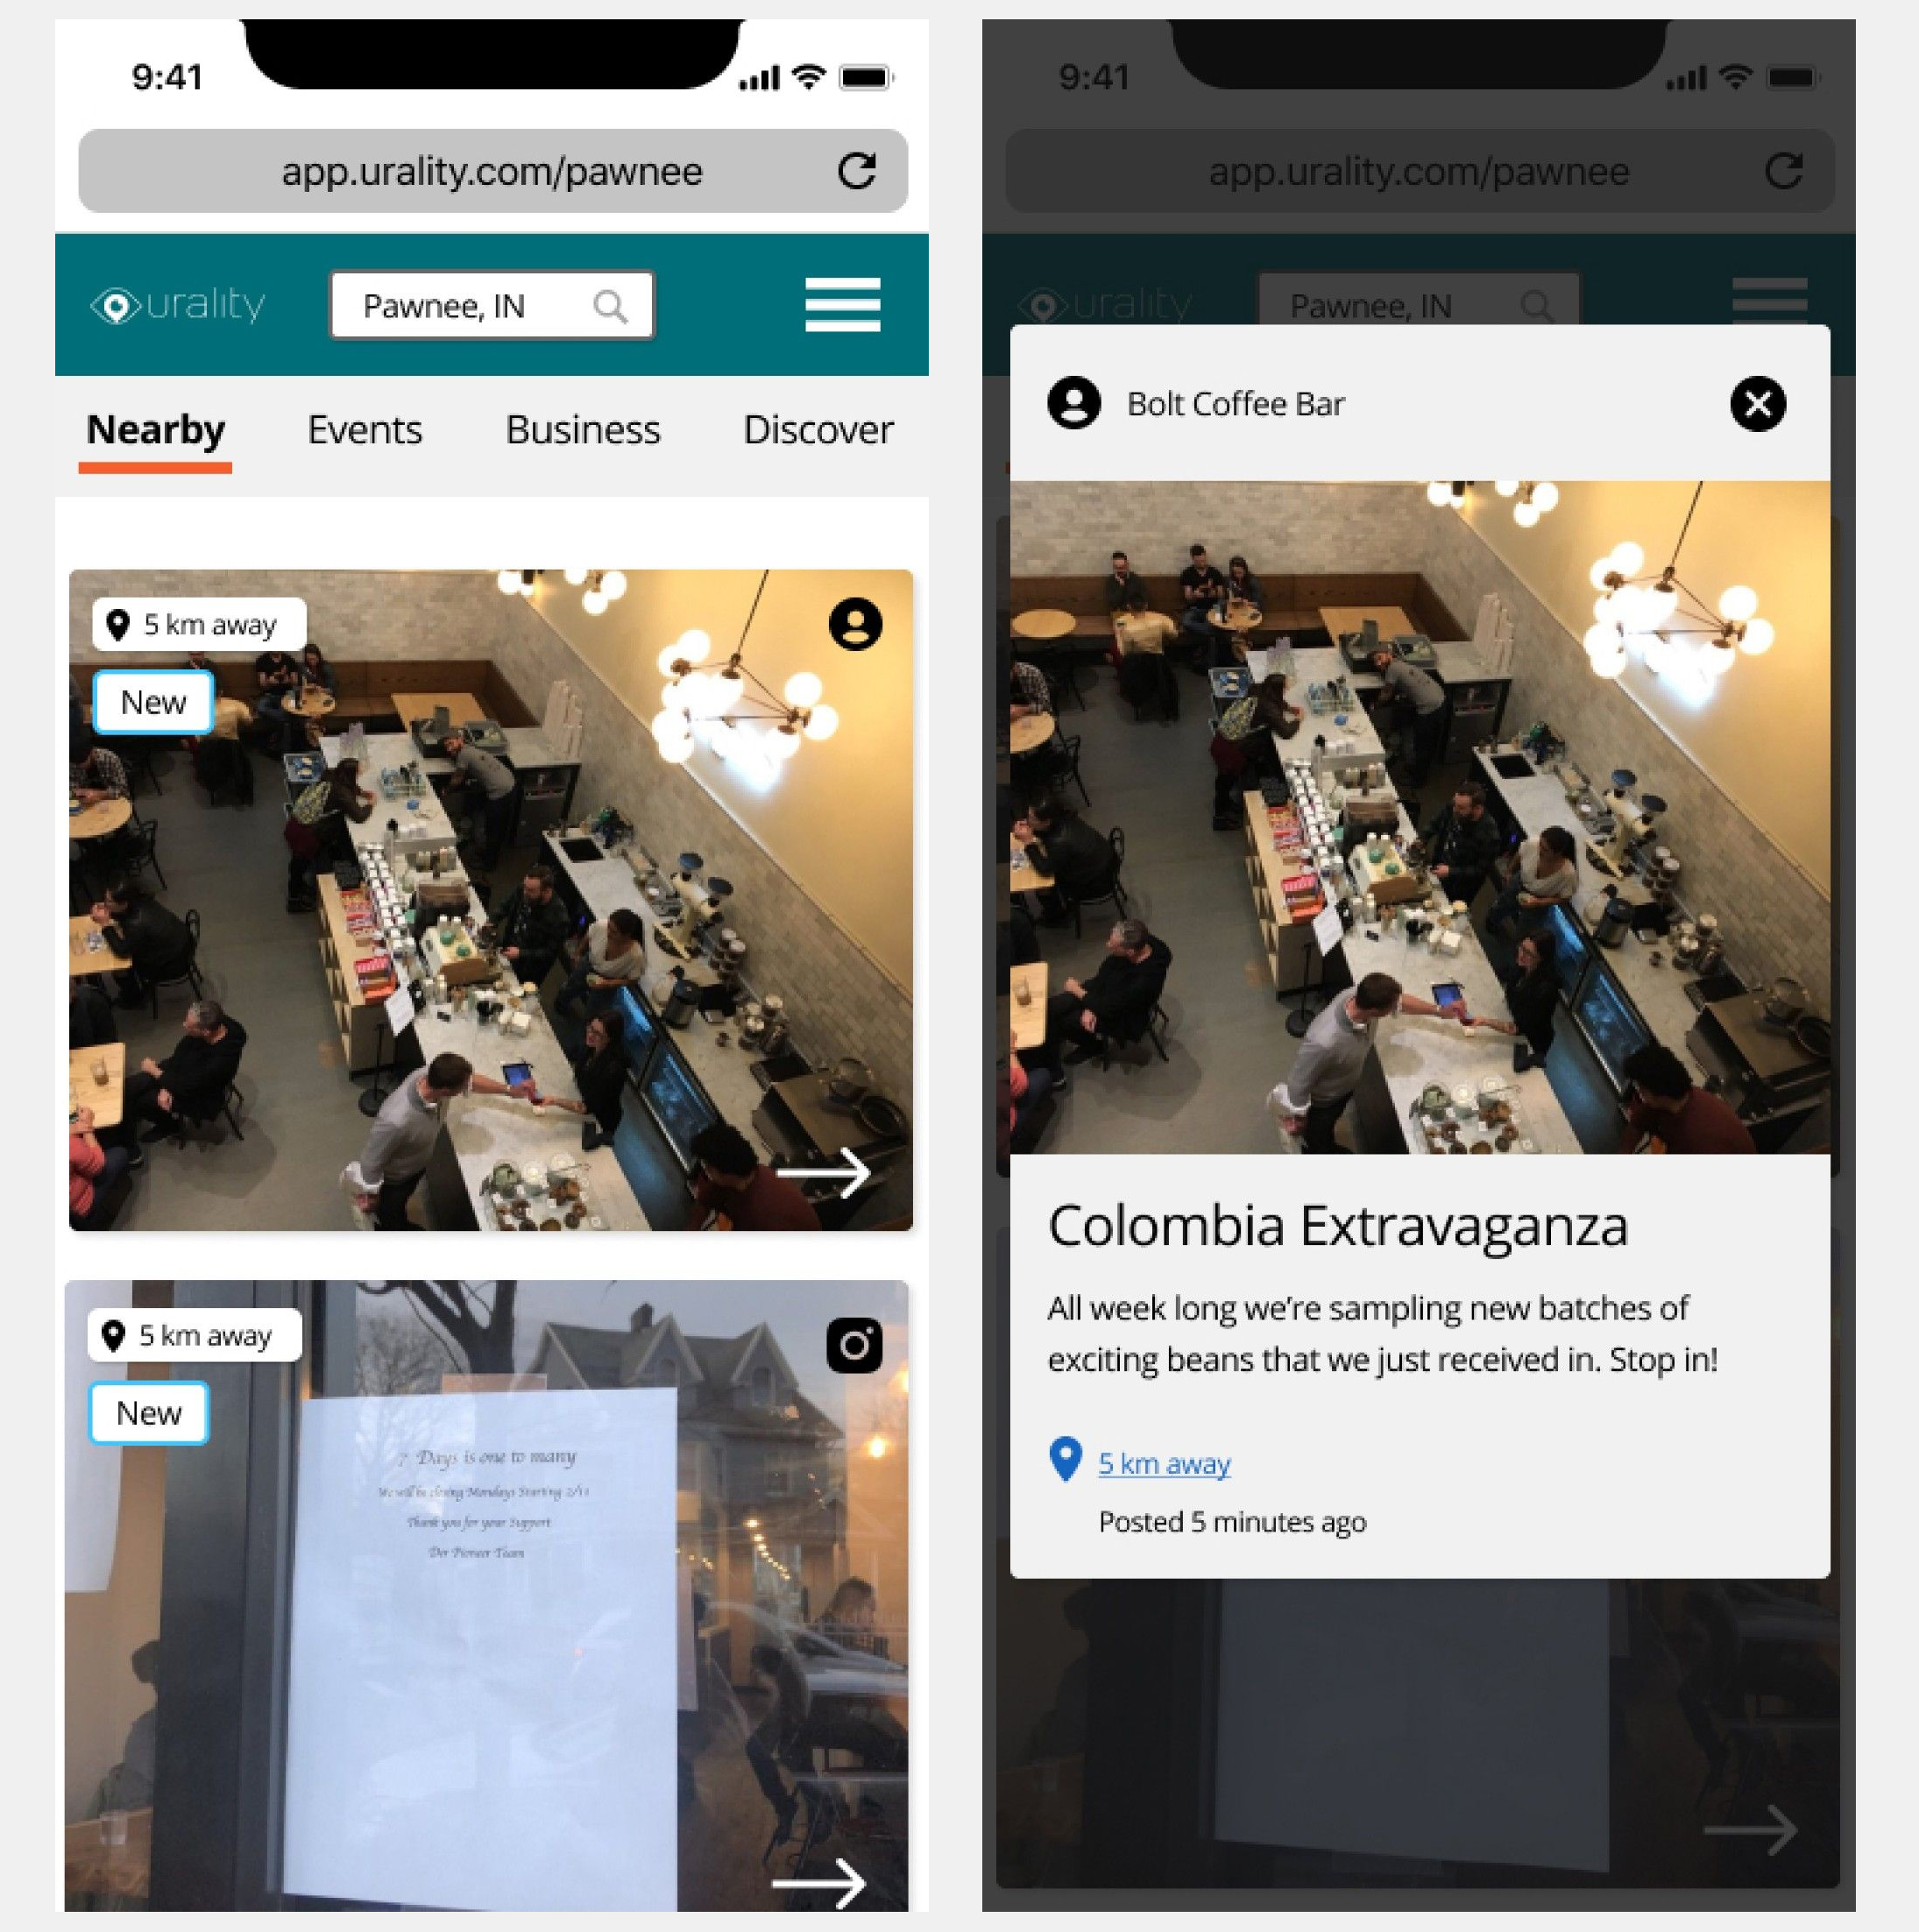 9:41
app.urality.com/pawnee
urality
Pawnee, IN
Nearby
Events
Business
Discover
5 km away
New
5 km away
New
7 Days is one to many
We will be closing Mondays Starting 2/11
Thank you for your Support
Der Pioneer Team
9:41
app.urality.com/pawnee
urality
Pawnee, IN
Bolt Coffee Bar
Colombia Extravaganza
All week long we're sampling new batches of
exciting beans that we just received in. Stop in!
5 km away
Posted 5 minutes ago